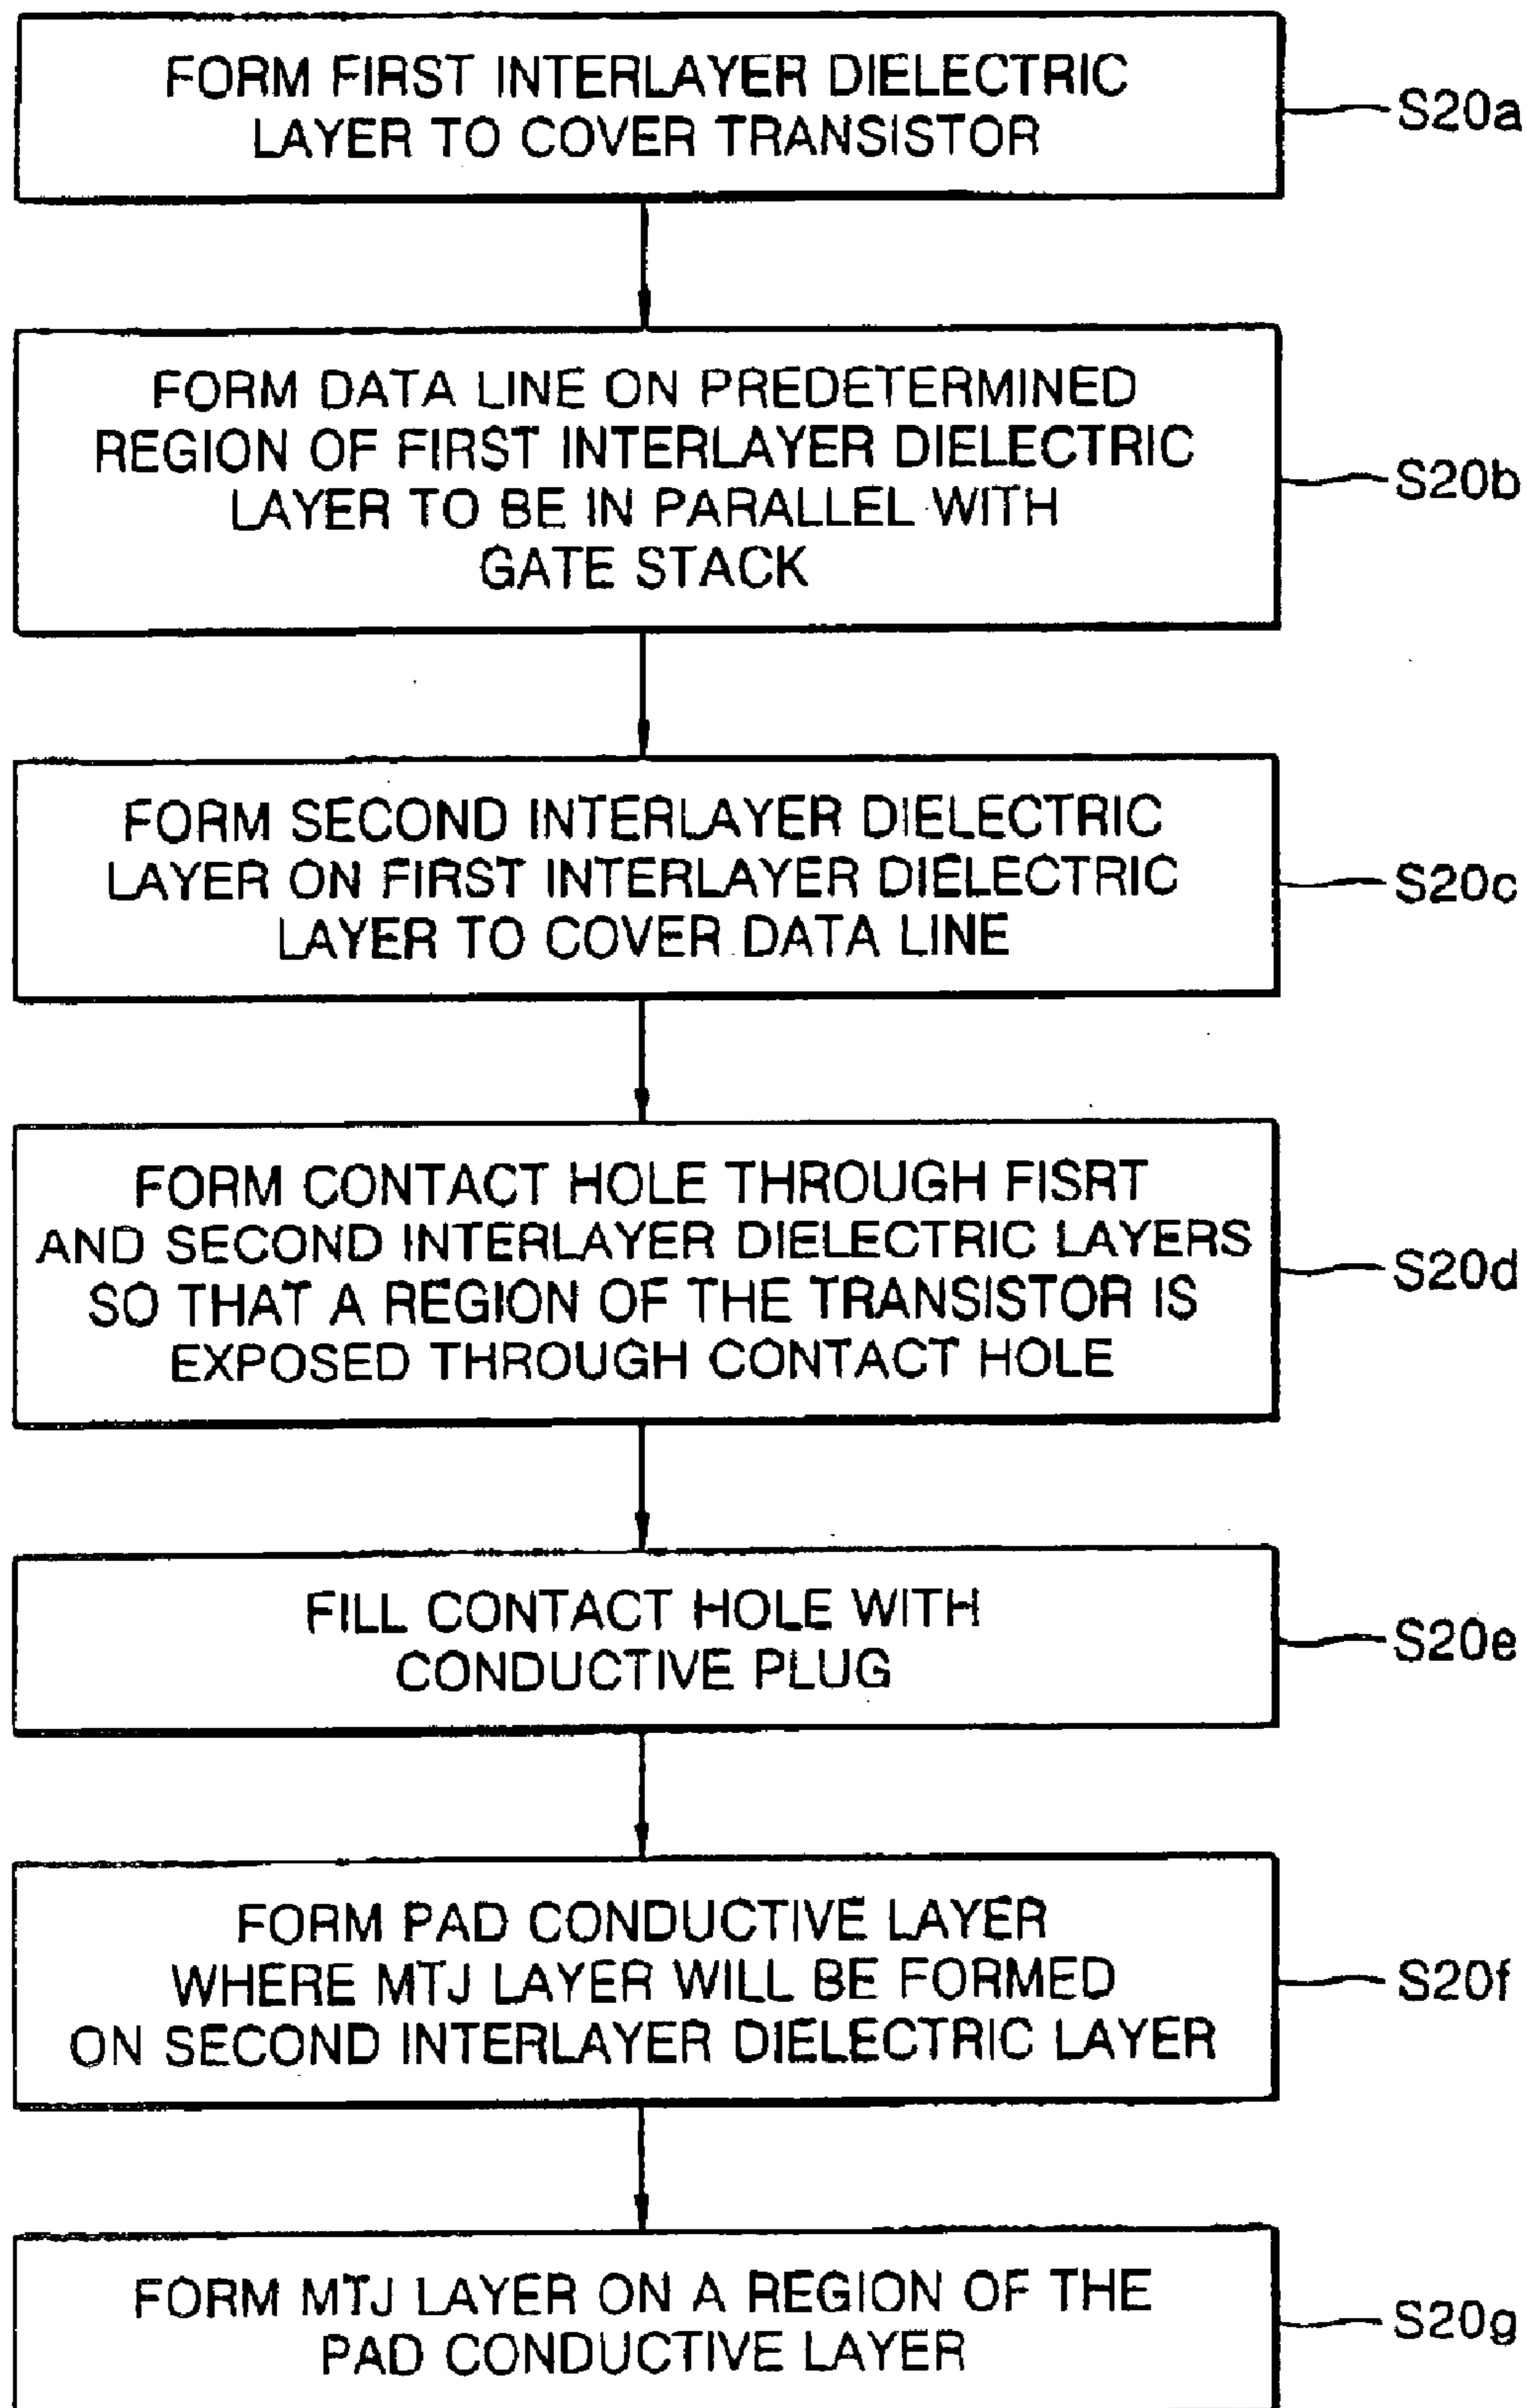 FORM FIRST INTERLAYER DIELECTRIC
LAYER TO COVER TRANSISTOR
S20a
FORM DATA LINE ON PREDETERMINED
REGION OF FIRST INTERLAYER DIELECTRIC
LAYER TO BE IN PARALLEL WITH
GATE STACK
S20b
FORM SECOND INTERLAYER DIELECTRIC
LAYER ON FIRST INTERLAYER DIELECTRIC
LAYER TO COVER DATA LINE
S20c
FORM CONTACT HOLE THROUGH FISRT
AND SECOND INTERLAYER DIELECTRIC LAYERS
SO THAT A REGION OF THE TRANSISTOR IS
EXPOSED THROUGH CONTACT HOLE
S20d
FILL CONTACT HOLE WITH
CONDUCTIVE PLUG
S20e
FORM PAD CONDUCTIVE LAYER
WHERE MTJ LAYER WILL BE FORMED
ON SECOND INTERLAYER DIELECTRIC LAYER
S20f
FORM MTJ LAYER ON A REGION OF THE
PAD CONDUCTIVE LAYER
S20g